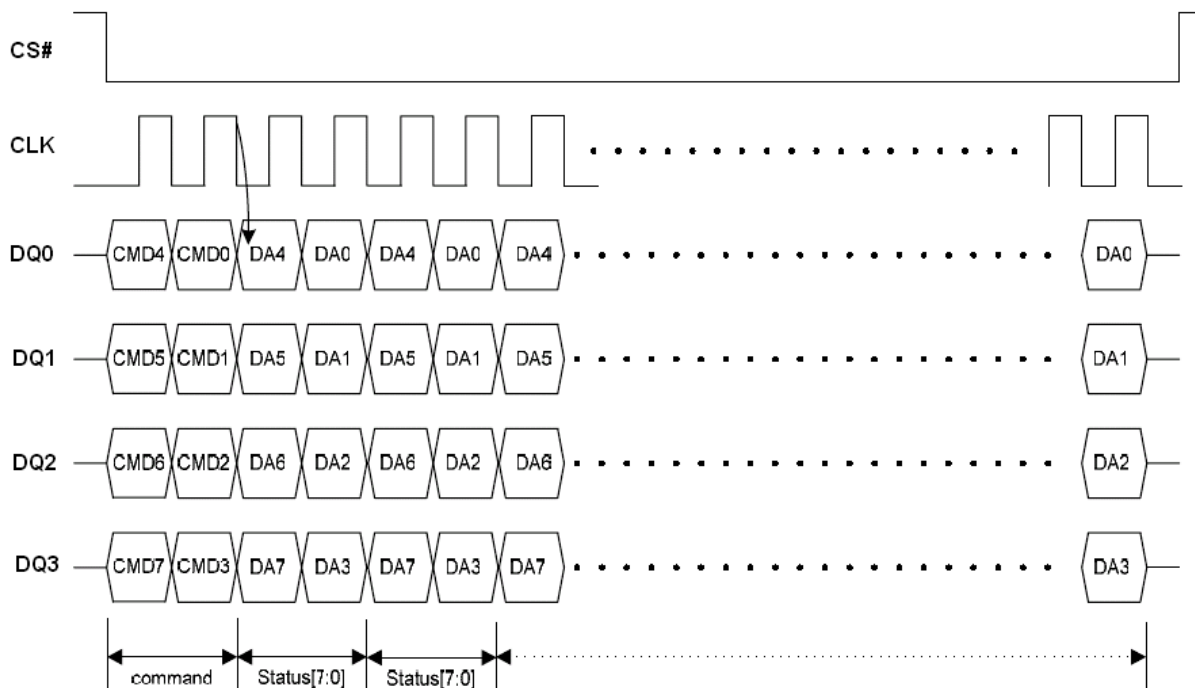 CS#
CLK
DQ0 CMD4 CMD0 DA4 DA0 DA4 DA0 DA4 DA0
DQ1 CMD5 CMD1 DA5 DA1 DA5 DA1 DA5 DA1
DQ2 CMD6 CMD2 DA6 DA2 DA6 DA2 DA6 DA2
DQ3 CMD7 CMD3 DA7 DA3 DA7 DA3 DA7 DA3
command Status[7:0] Status[7:0]